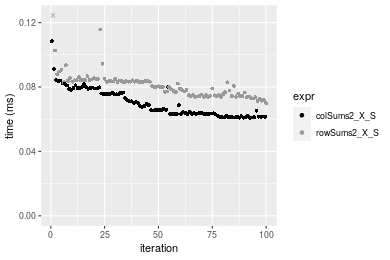 0.12
0.08
0.04
0.00
time (ms)
0
25
50
75
100
iteration
expr
colSums2_X_S
rowSums2_X_S